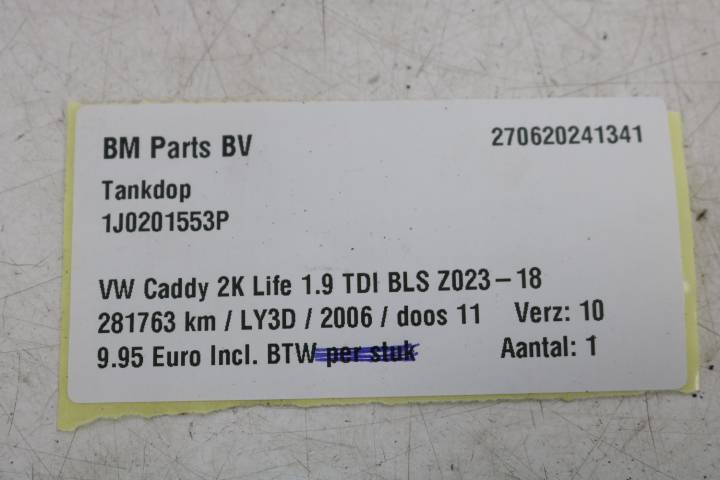 BM Parts BV 270620241341
Tankdop
1J0201553P
VW Caddy 2K Life 1.9 TDI BLS Z023-18
281763 km / LY3D / 2006 / doos 11 Verz: 10
9.95 Euro Incl. BTW per stuk Aantal: 1